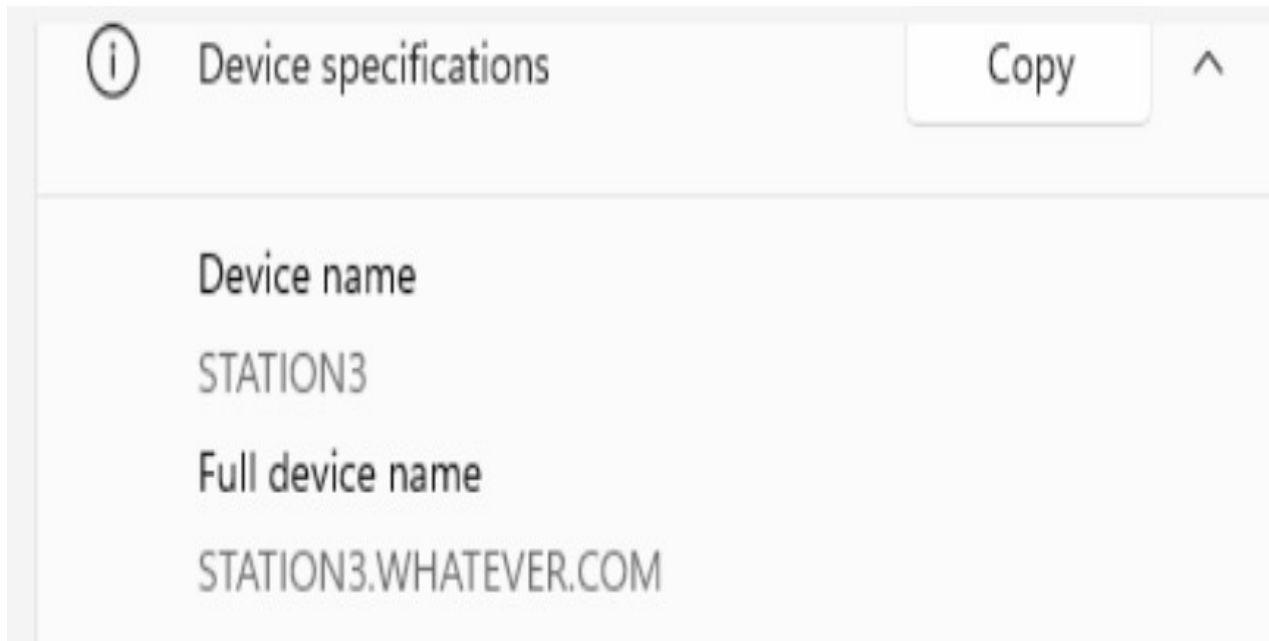 Device specifications
Copy
Device name
STATION3
Full device name
STATION3.WHATEVER.COM